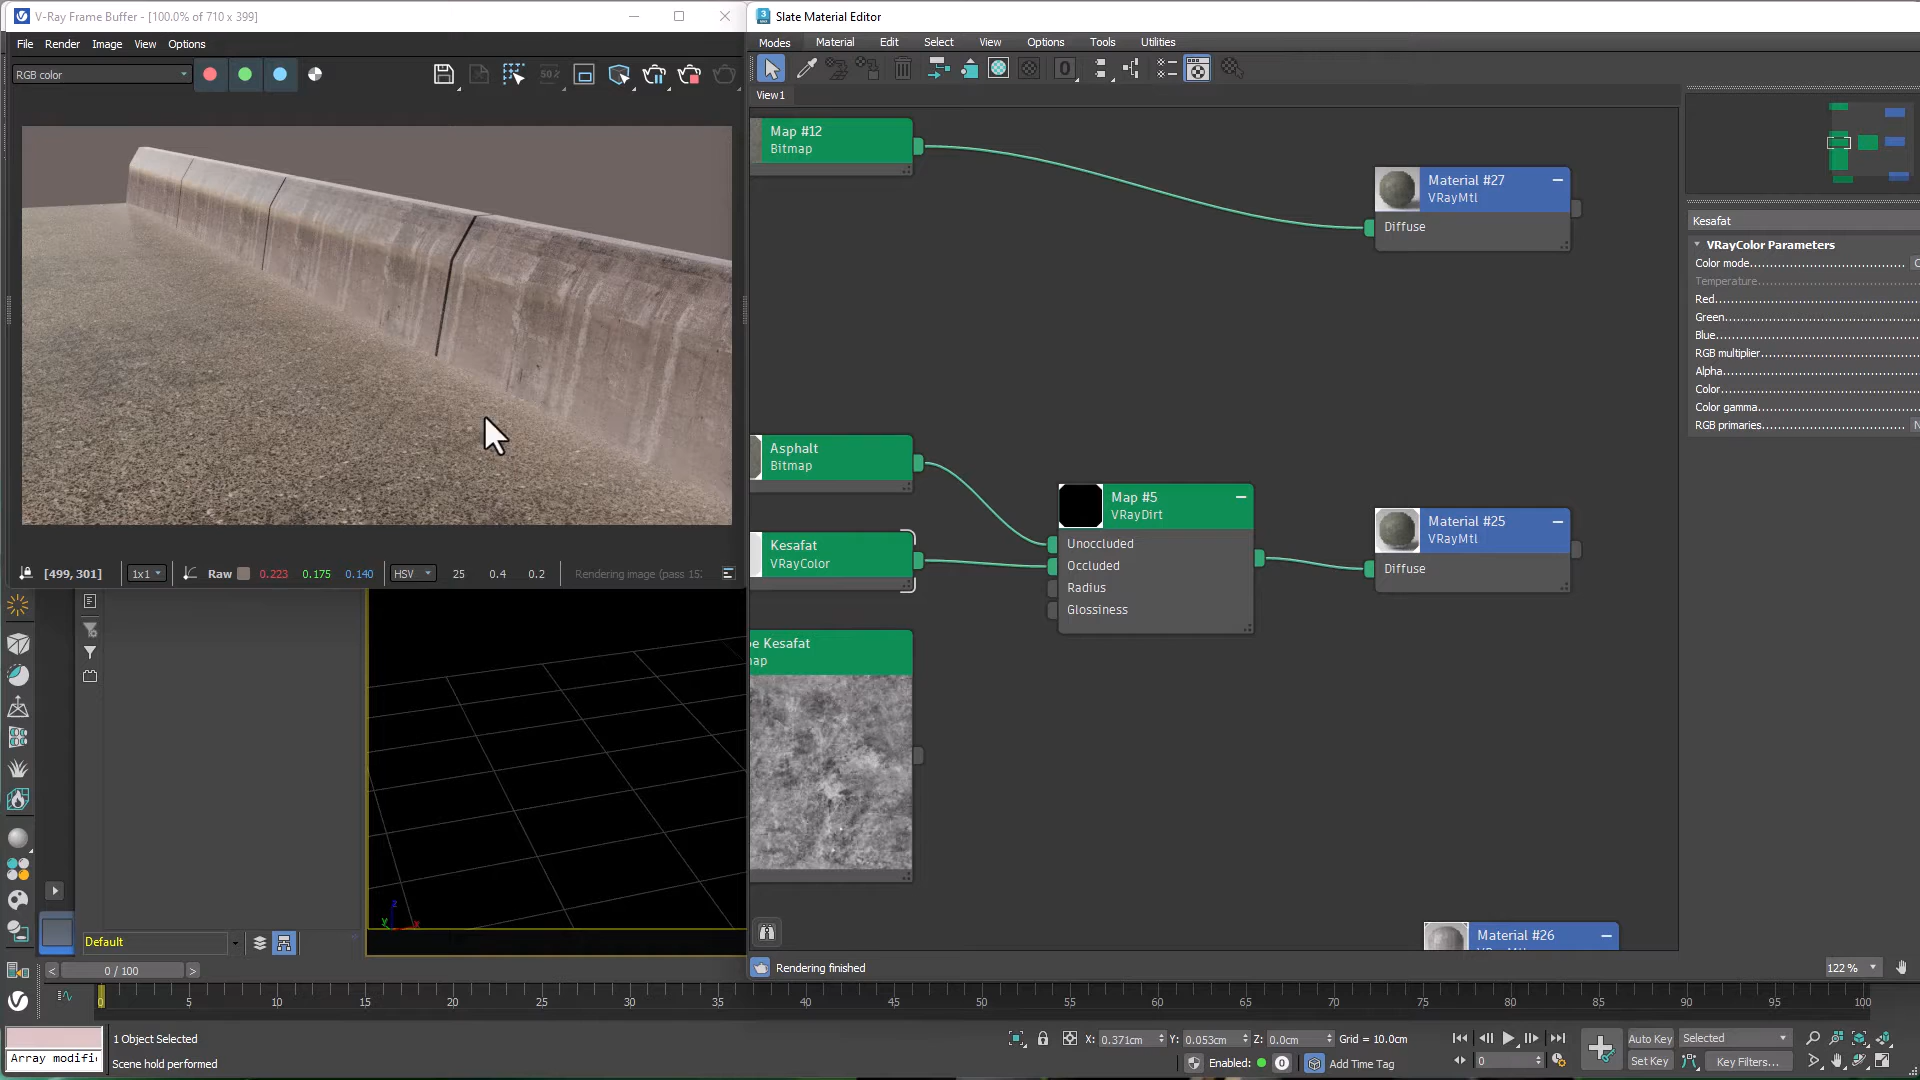 V-Ray Frame Buffer - [100.0% of 710 x 399]
File Render Image View Options
RGB color
[499, 301]
1x1
Raw
0.223
0.175
0.140
HSV
25
0.4
0.2
Slate Material Editor
Modes Material Edit Select View Options Tools Utilities
View1
Map #12
Bitmap
Material #27
VRayMtl
Diffuse
Asphalt
Bitmap
Kesafat
VRayColor
Map #5
VRayDirt
Unoccluded
Occluded
Radius
Glossiness
Material #25
VRayMtl
Diffuse
Kesafat
Material #26
Rendering finished
122 %
Kesafat
VRayColor Parameters
Color mode
Temperature
Red
Green
Blue
RGB multiplier
Alpha
Color
Color gamma
RGB primaries
Default
0 / 100
0 5 10 15 20 25 30 35 40 45 50 55 60 65 70 75 80 85 90 95 100
1 Object Selected
Scene hold performed
X: 0.371cm
Y: 0.053cm
Z: 0.0cm
Grid = 10.0cm
Enabled:
0
Add Time Tag
0
Auto Key
Selected
Set Key
Key Filters...